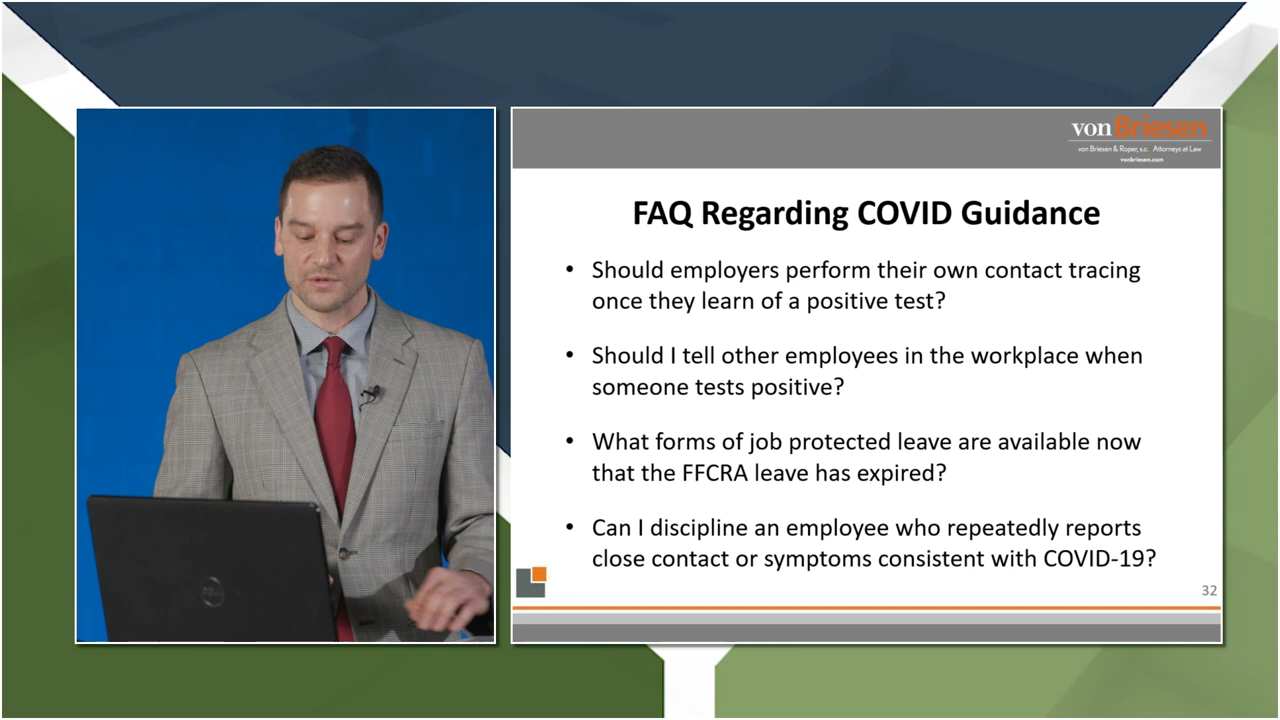 vonBriesen
von Briesen & Roper, s.c. Attorneys at Law
vonbriesen.com
FAQ Regarding COVID Guidance
• Should employers perform their own contact tracing
once they learn of a positive test?
• Should I tell other employees in the workplace when
someone tests positive?
• What forms of job protected leave are available now
that the FFCRA leave has expired?
• Can I discipline an employee who repeatedly reports
close contact or symptoms consistent with COVID-19?
32
DELL